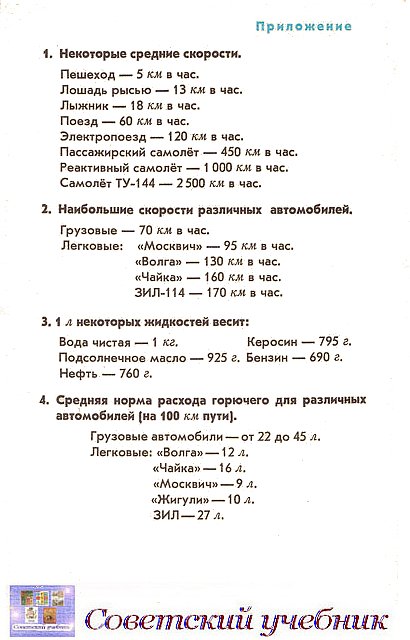 Приложение
1. Некоторые средние скорости.
Пешеход — 5 км в час.
Лошадь рысью — 13 км в час.
Лыжник — 18 км в час.
Поезд — 60 км в час.
Электропоезд — 120 км в час.
Пассажирский самолёт — 450 км в час.
Реактивный самолёт — 1 000 км в час.
Самолёт ТУ-144 — 2 500 км в час.
2. Наибольшие скорости различных автомобилей.
Грузовые — 70 км в час.
Легковые: «Москвич» — 95 км в час.
«Волга» — 130 км в час.
«Чайка» — 160 км в час.
ЗИЛ-114 — 170 км в час.
3. 1 л некоторых жидкостей весит:
Вода чистая — 1 кг. Керосин — 795 г.
Подсолнечное масло — 925 г. Бензин — 690 г.
Нефть — 760 г.
4. Средняя норма расхода горючего для различных
автомобилей (на 100 км пути).
Грузовые автомобили — от 22 до 45 л.
Легковые: «Волга» — 12 л.
«Чайка» — 16 л.
«Москвич» — 9 л.
«Жигули» — 10 л.
ЗИЛ — 27 л.
Советский учебник
Советский учебник